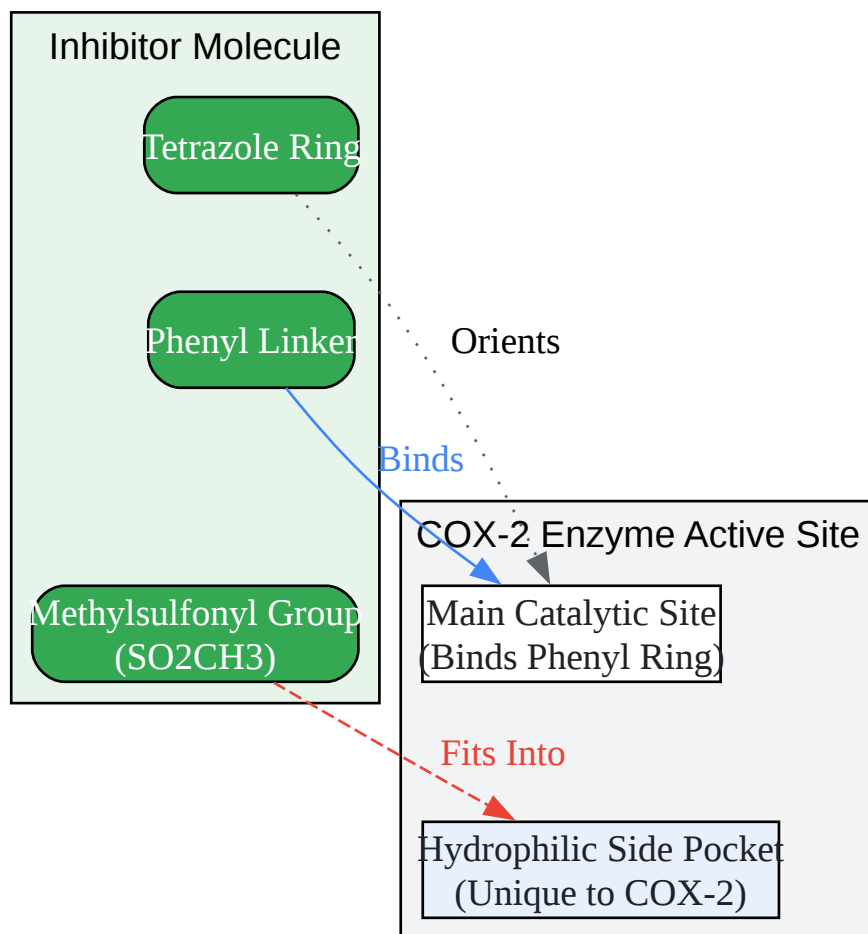 Inhibitor Molecule
Tetrazole Ring
Phenyl Linker
Orients
Binds
COX-2 Enzyme Active Site
Methylsulfonyl Group
(SO2CH3)
Main Catalytic Site
(Binds Phenyl Ring)
Fits Into
Hydrophilic Side Pocket
(Unique to COX-2)